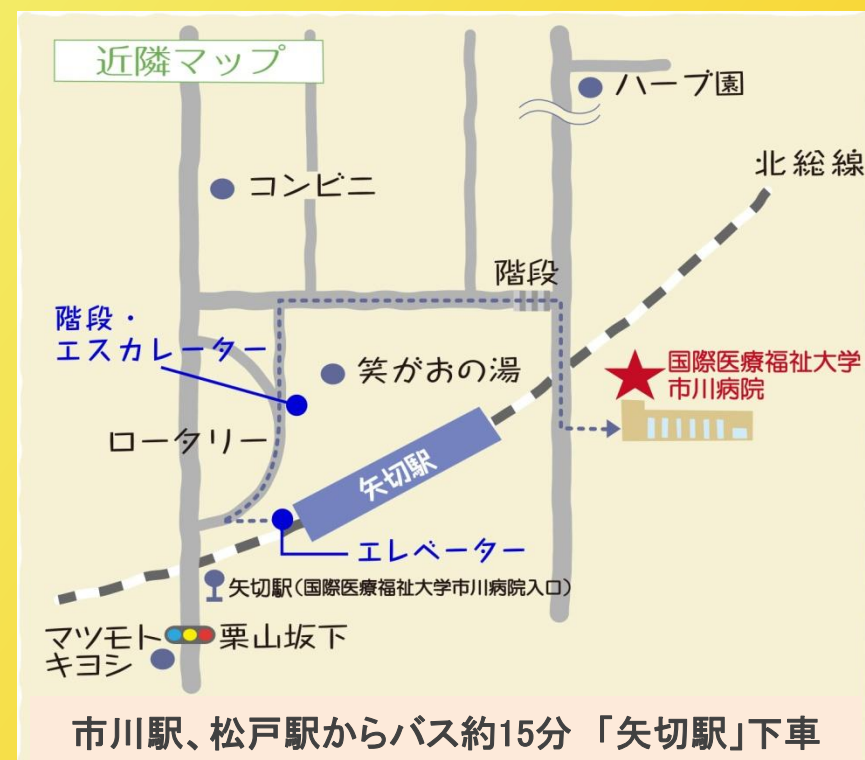 近隣マップ
ハーブ園
北総線
コンビニ
階段
階段・
エスカレーター
笑がおの湯
国際医療福祉大学
市川病院
ロータリー
矢切駅
エレベーター
矢切駅(国際医療福祉大学市川病院入口)
マツモト
キヨシ
栗山坂下
市川駅、松戸駅からバス約15分 「矢切駅」下車